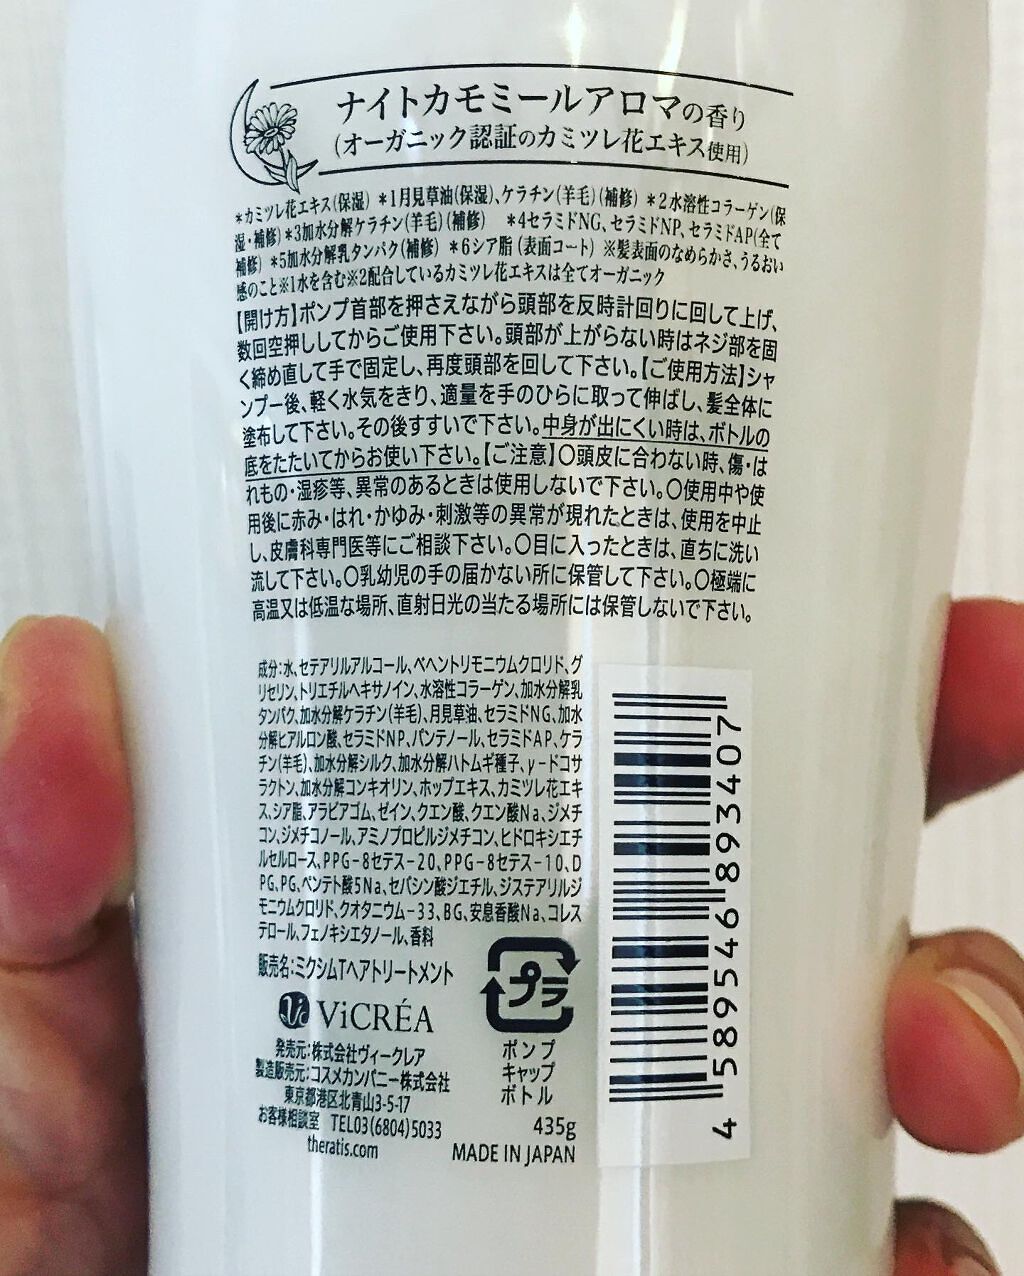 ナイトカモミールアロマの香り
(オーガニック認証のカミツレ花エキス使用)
*カミツレ花エキス(保湿) *1月見草油(保湿)、ケラチン(羊毛)(補修) *2水溶性コラーゲン(保
湿・補修)*3加水分解ケラチン(羊毛)(補修) *4セラミドNG、セラミドNP、セラミドAP(全て
補修) *5加水分解乳タンパク(補修) *6シア脂(表面コート) ※髪表面のなめらかさ、うるおい
感のこと※1水を含む※2配合しているカミツレ花エキスは全てオーガニック
【開け方】ポンプ首部を押さえながら頭部を反時計回りに回して上げ、
数回空押ししてからご使用下さい。頭部が上がらない時はネジ部を固
く締め直して手で固定し、再度頭部を回して下さい。【ご使用方法】シャ
ンプー後、軽く水気をきり、適量を手のひらに取って伸ばし、髪全体に
塗布して下さい。その後すすいで下さい。中身が出にくい時は、ボトルの
底をたたいてからお使い下さい。【ご注意】○頭皮に合わない時、傷・は
れもの・湿疹等、異常のあるときは使用しないで下さい。○使用中や使
用後に赤み・はれ・かゆみ・刺激等の異常が現れたときは、使用を中止
し、皮膚科専門医等にご相談下さい。○目に入ったときは、直ちに洗い
流して下さい。○乳幼児の手の届かない所に保管して下さい。○極端に
高温又は低温な場所、直射日光の当たる場所には保管しないで下さい。
成分:水、セテアリルアルコール、ベヘントリモニウムクロリド、グ
リセリン、トリエチルヘキサノイン、水溶性コラーゲン、加水分解乳
タンパク、加水分解ケラチン(羊毛)、月見草油、セラミドNG、加水
分解ヒアルロン酸、セラミドNP、パンテノール、セラミドAP、ケラ
チン(羊毛)、加水分解シルク、加水分解ハトムギ種子、γ-ドコサ
ラクトン、加水分解コンキオリン、ホップエキス、カミツレ花エキ
ス、シア脂、アラビアゴム、ゼイン、クエン酸、クエン酸Na、ジメチ
コン、ジメチコノール、アミノプロピルジメチコン、ヒドロキシエチ
ルセルロース、PPG-8セテス-20、PPG-8セテス-10、D
PG、PG、ペンテト酸5Na、セバシン酸ジエチル、ジステアリルジ
モニウムクロリド、クオタニウム-33、BG、安息香酸Na、コレス
テロール、フェノキシエタノール、香料
販売名:ミクシムTヘアトリートメント
Vi ViCRÉA
発売元:株式会社ヴィークレア
製造販売元:コスメカンパニー株式会社
東京都港区北青山3-5-17
お客様相談室 TEL03(6804)5033
theratis.com
プラ
ポンプ
キャップ
ボトル
435g
MADE IN JAPAN
4 589546 893407